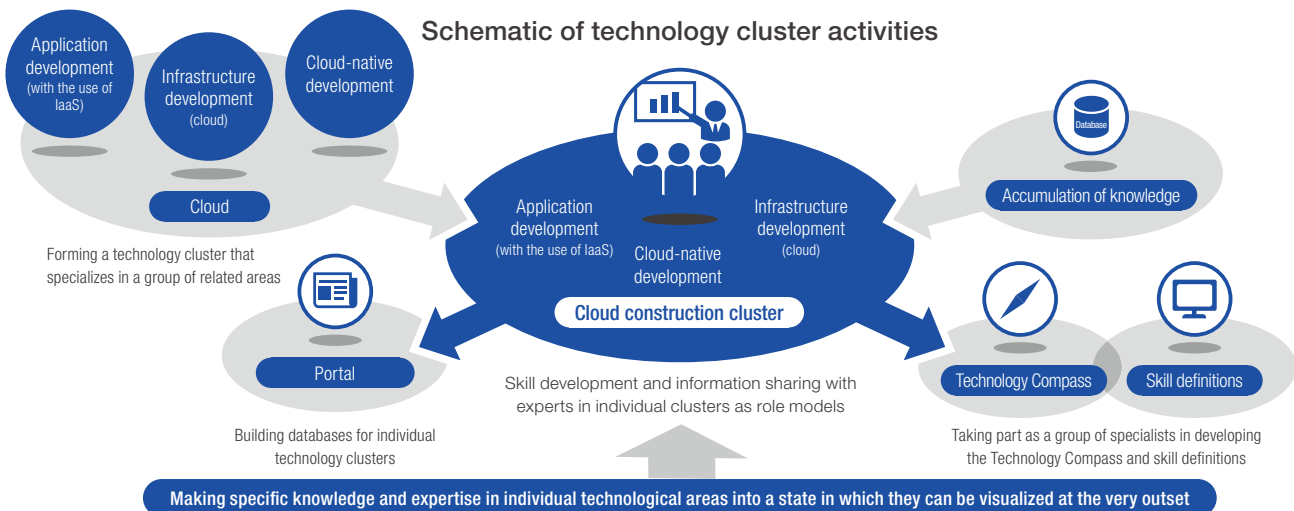 Schematic of technology cluster activities
Application
development
(with the use of
IaaS)
Infrastructure
development
(cloud)
Cloud-native
development
Cloud
Forming a technology cluster that
specializes in a group of related areas
Database
Accumulation of knowledge
Application
development
(with the use of IaaS)
Cloud-native
development
Infrastructure
development
(cloud)
Cloud construction cluster
Skill development and information sharing with
experts in individual clusters as role models
Portal
Building databases for individual
technology clusters
Technology Compass
Skill definitions
Taking part as a group of specialists in developing
the Technology Compass and skill definitions
Making specific knowledge and expertise in individual technological areas into a state in which they can be visualized at the very outset